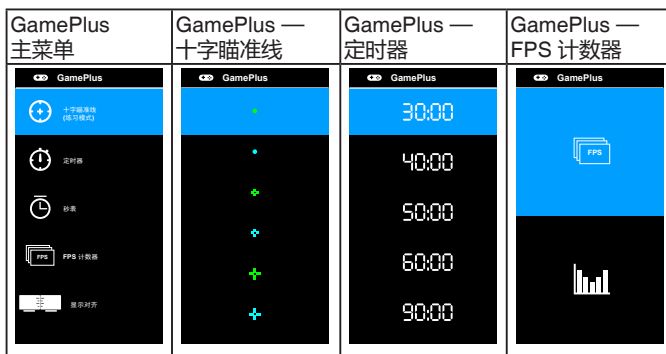 GamePlus
主菜单
GamePlus —
十字瞄准线
GamePlus —
定时器
GamePlus —
FPS 计数器
GamePlus
十字瞄准线
(练习模式)
定时器
秒表
FPS
FPS 计数器
显示对齐
GamePlus
GamePlus
30:00
40:00
50:00
60:00
90:00
GamePlus
FPS